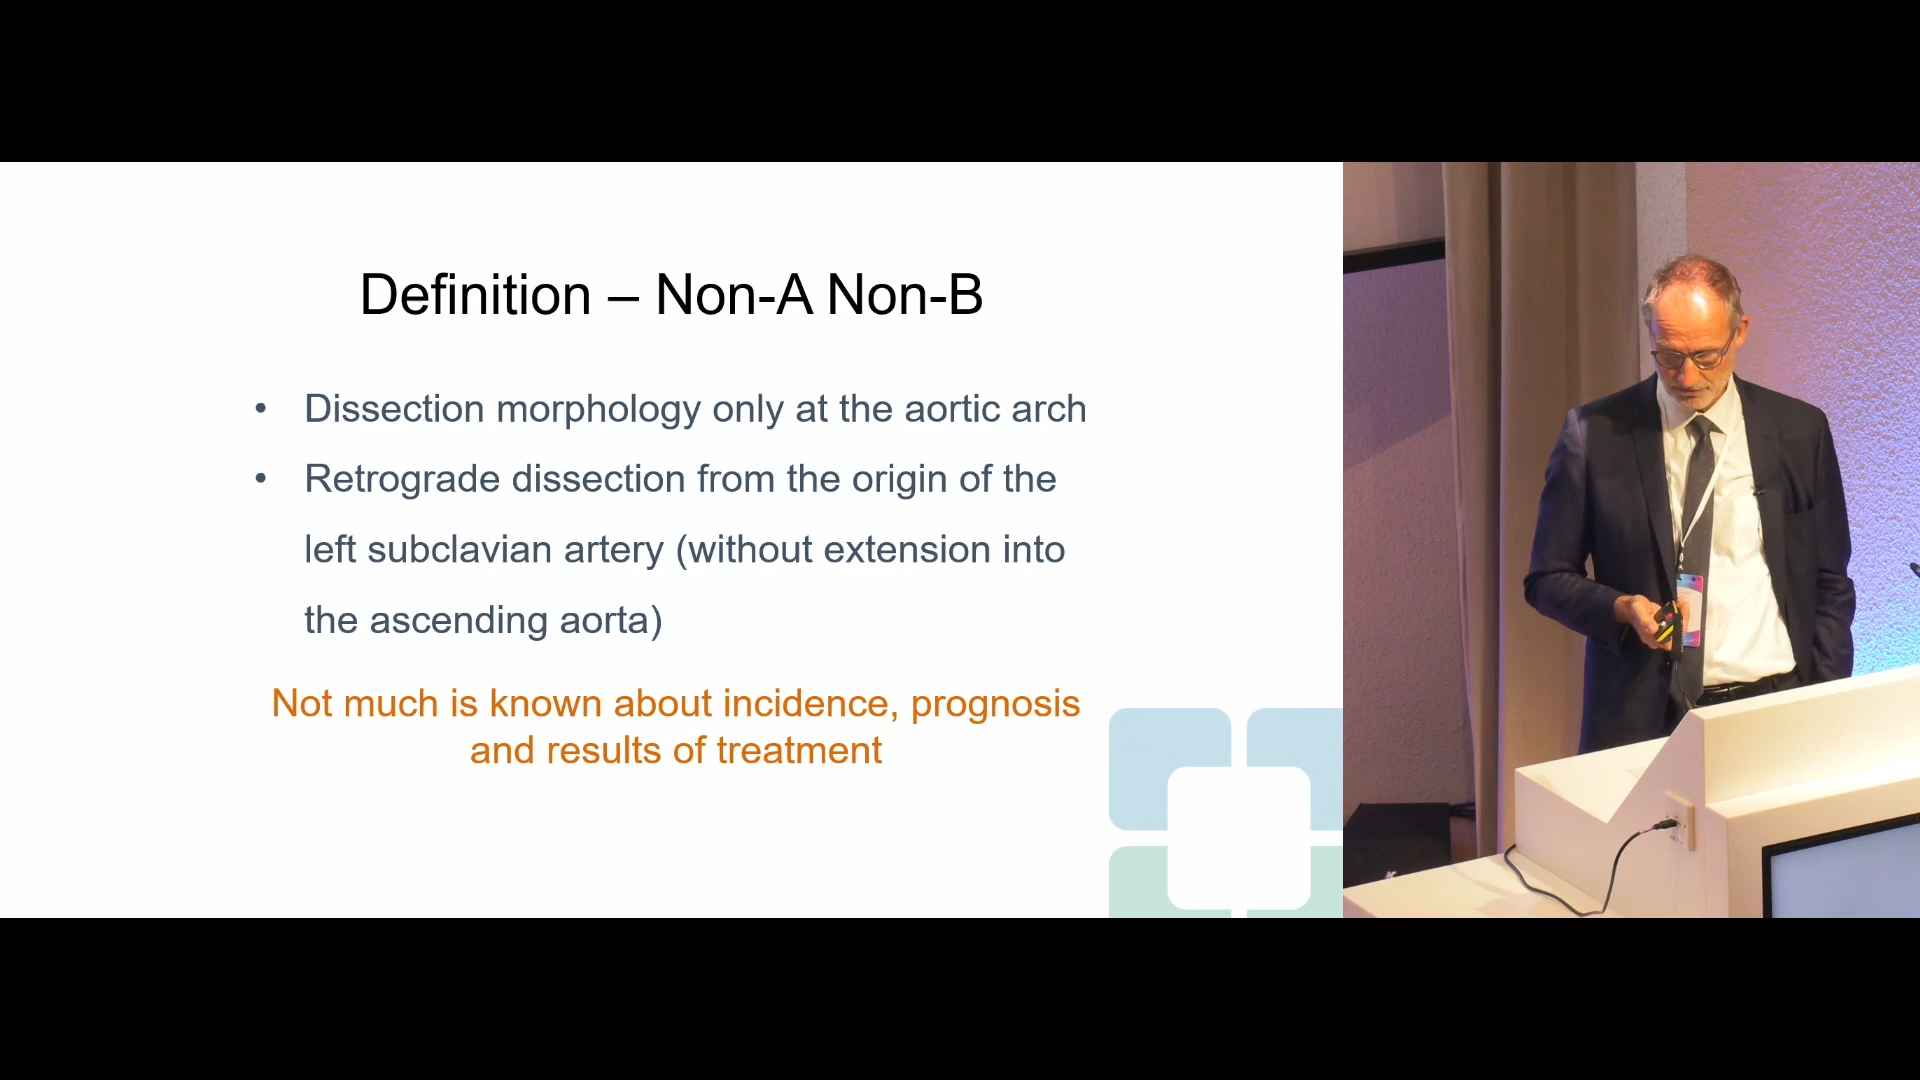 Definition – Non-A Non-B
• Dissection morphology only at the aortic arch
• Retrograde dissection from the origin of the
left subclavian artery (without extension into
the ascending aorta)
Not much is known about incidence, prognosis
and results of treatment